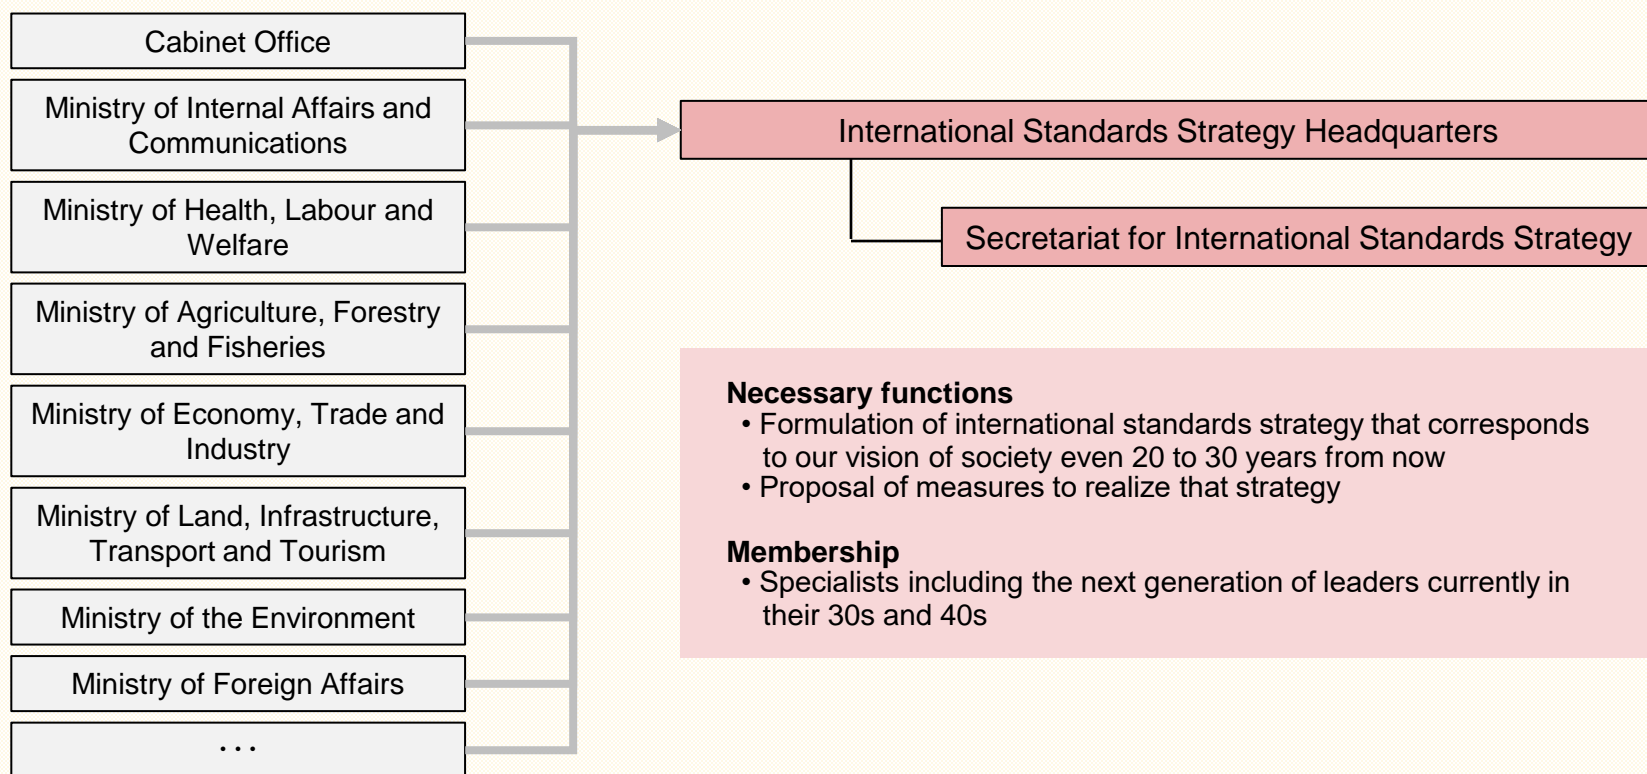 Cabinet Office
Ministry of Internal Affairs and
Communications
Ministry of Health, Labour and
Welfare
Ministry of Agriculture, Forestry
and Fisheries
Ministry of Economy, Trade and
Industry
Ministry of Land, Infrastructure,
Transport and Tourism
Ministry of the Environment
Ministry of Foreign Affairs
···
International Standards Strategy Headquarters
Secretariat for International Standards Strategy
Necessary functions
• Formulation of international standards strategy that corresponds
to our vision of society even 20 to 30 years from now
• Proposal of measures to realize that strategy
Membership
• Specialists including the next generation of leaders currently in
their 30s and 40s